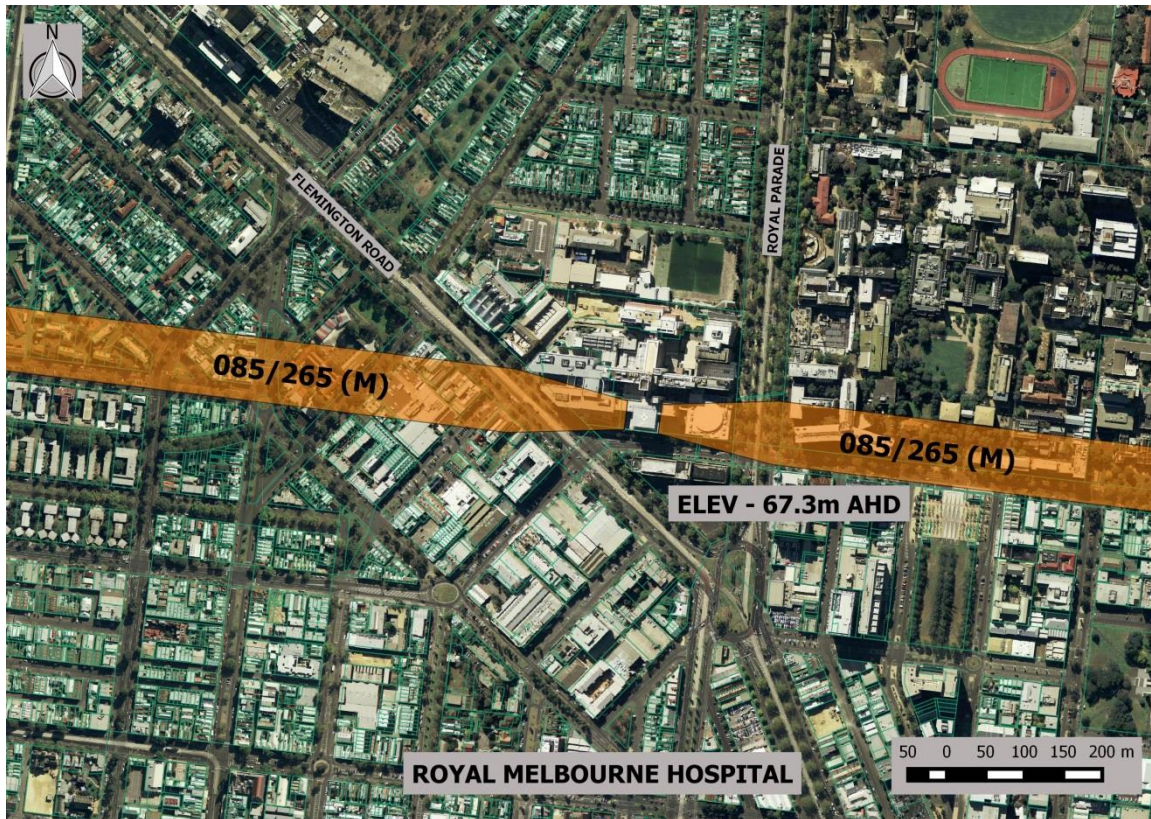 N
FLEMINGTON ROAD
ROYAL PARADE
085/265 (M)
085/265 (M)
ELEV - 67.3m AHD
ROYAL MELBOURNE HOSPITAL
50 0 50 100 150 200 m